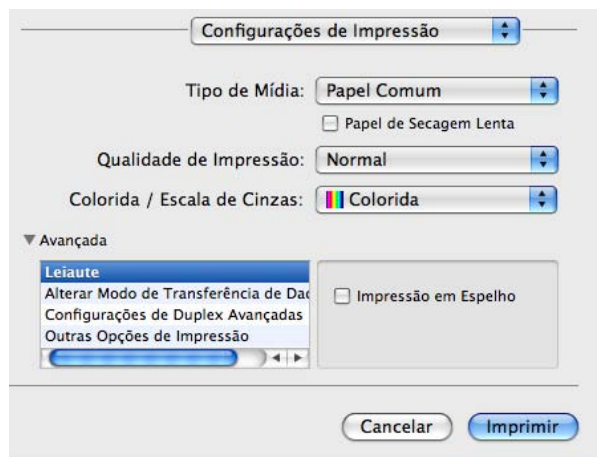 Configurações de Impressão
Tipo de Mídia: Papel Comum
Papel de Secagem Lenta
Qualidade de Impressão: Normal
Colorida / Escala de Cinzas: Colorida
Avançada
Leiaute
Alterar Modo de Transferência de Dad
Configurações de Duplex Avançadas
Outras Opções de Impressão
Impressão em Espelho
Cancelar Imprimir